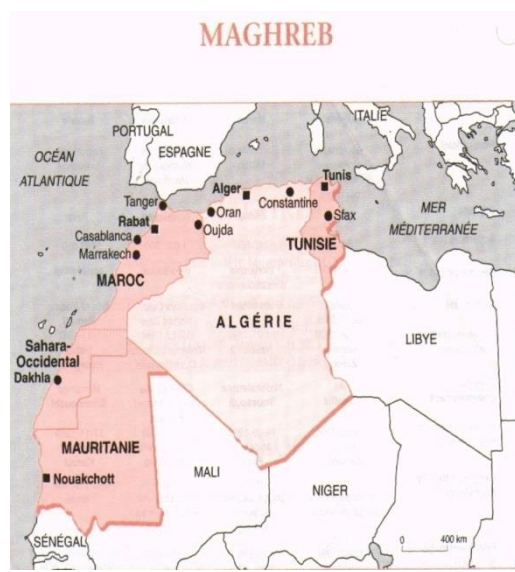 MAGHREB
ITALIE
PORTUGAL
ESPAGNE
OCÉAN
ATLANTIQUE
Alger
Tunis
Constantine
Tanger
Oran
Rabat
Oujda
Sfax
MER
MÉDITERRANÉE
Casablanca
Marrakech
TUNISIE
MAROC
ALGÉRIE
LIBYE
Sahara-
Occidental
Dakhla
MAURITANIE
MALI
Nouakchott
NIGER
SÉNÉGAL
0 400 km